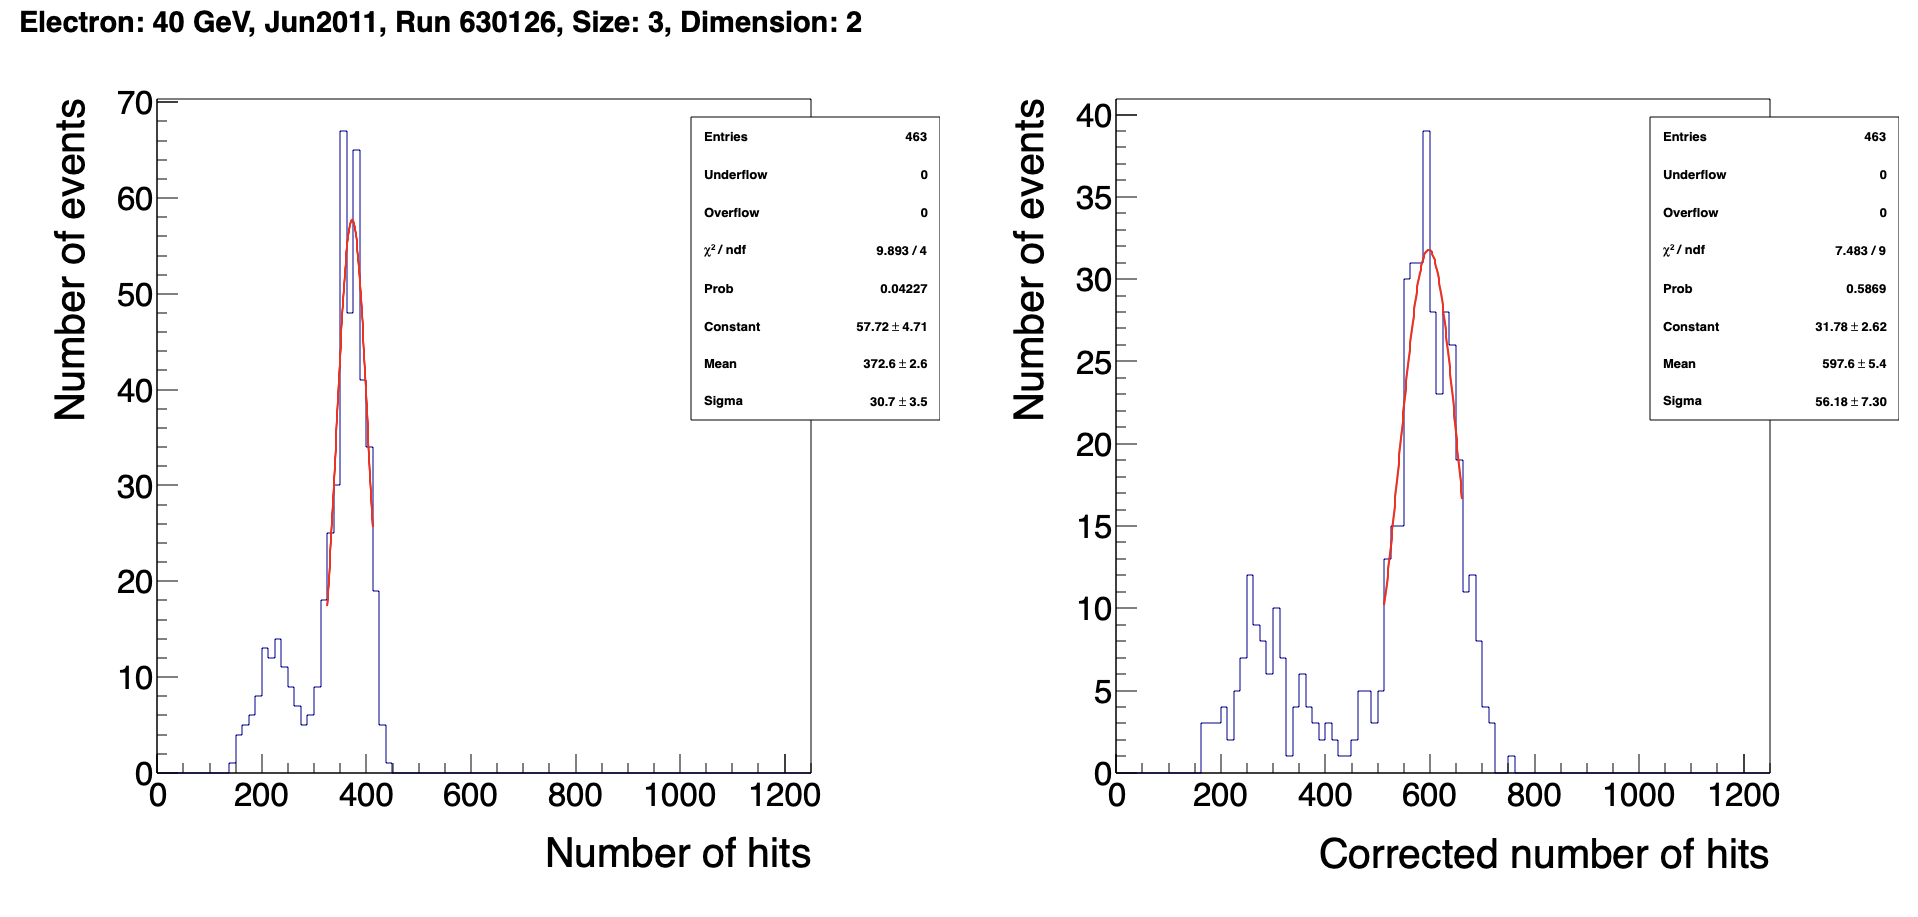 Electron: 40 GeV, Jun2011, Run 630126, Size: 3, Dimension: 2
Number of events
70
60
50
40
30
20
10
0
0 200 400 600 800 1000 1200
Number of hits
Entries 463
Underflow 0
Overflow 0
χ² / ndf 9.893 / 4
Prob 0.04227
Constant 57.72 ± 4.71
Mean 372.6 ± 2.6
Sigma 30.7 ± 3.5
Number of events
40
35
30
25
20
15
10
5
0
0 200 400 600 800 1000 1200
Corrected number of hits
Entries 463
Underflow 0
Overflow 0
χ² / ndf 7.483 / 9
Prob 0.5869
Constant 31.78 ± 2.62
Mean 597.6 ± 5.4
Sigma 56.18 ± 7.30